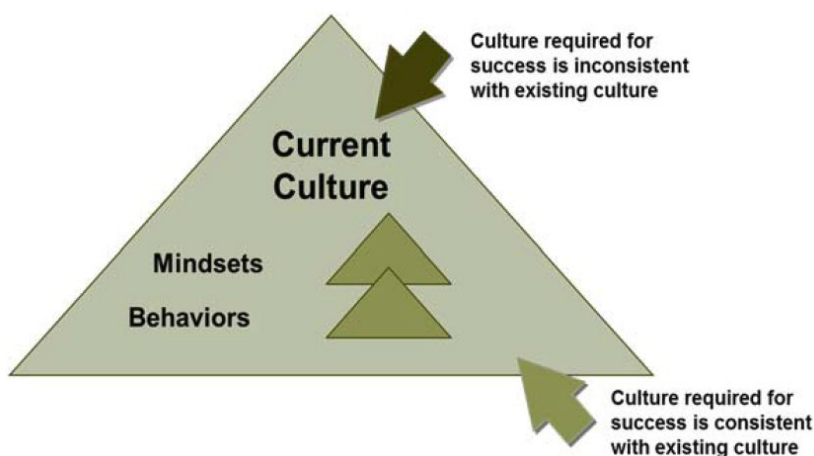 Culture required for
success is inconsistent
with existing culture
Current
Culture
Mindsets
Behaviors
Culture required for
success is consistent
with existing culture